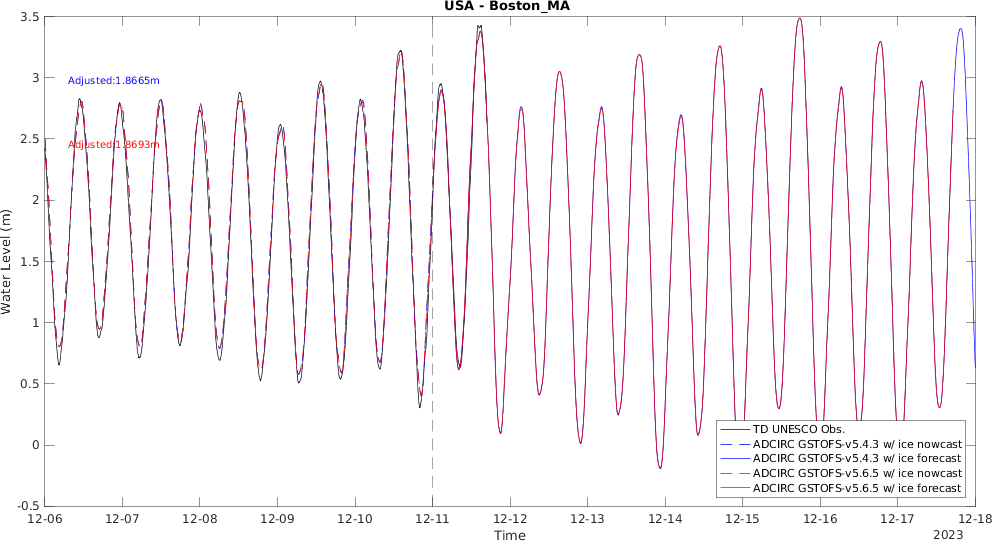 USA - Boston_MA
3.5
3
2.5
2
1.5
1
0.5
0
-0.5
Water Level (m)
Adjusted:1.8665m
Adjusted:1.8693m
TD UNESCO Obs.
ADCIRC GSTOFS-v5.4.3 w/ ice nowcast
ADCIRC GSTOFS-v5.4.3 w/ ice forecast
ADCIRC GSTOFS-v5.6.5 w/ ice nowcast
ADCIRC GSTOFS-v5.6.5 w/ ice forecast
12-06 12-07 12-08 12-09 12-10 12-11 12-12 12-13 12-14 12-15 12-16 12-17 12-18
Time
2023